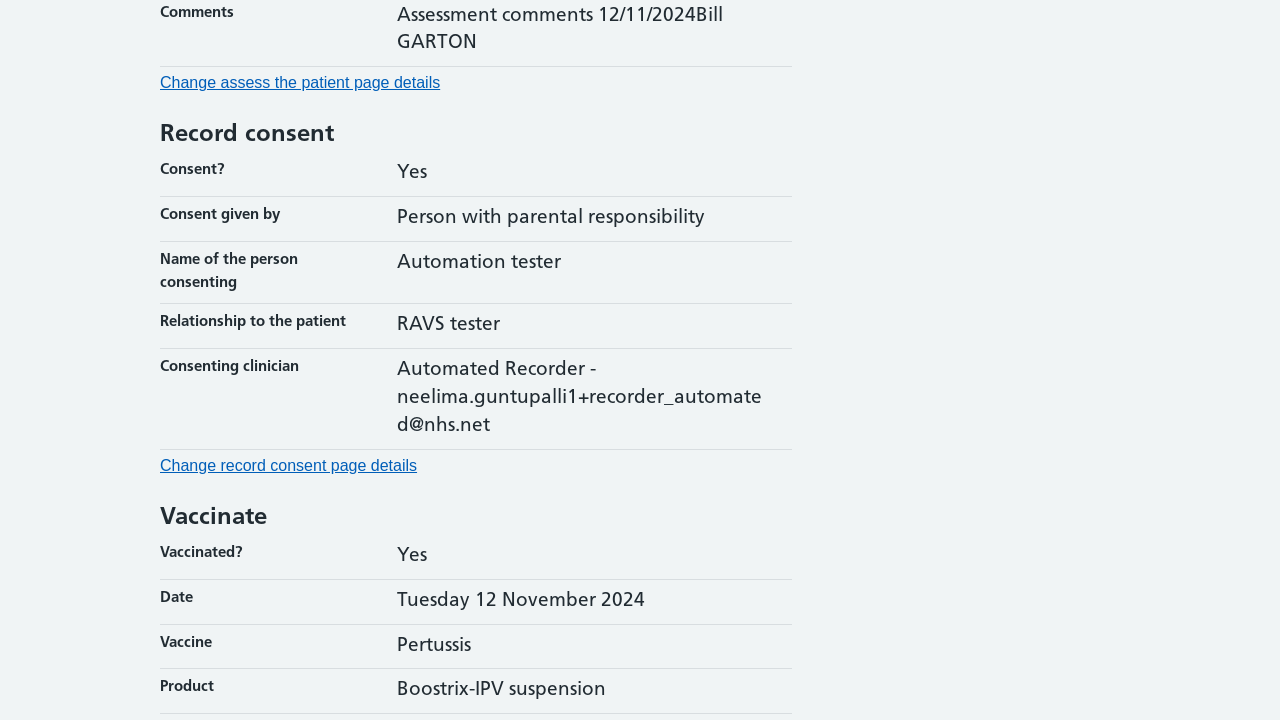 Comments
Assessment comments 12/11/2024Bill
GARTON
Change assess the patient page details
Record consent
Consent?
Yes
Consent given by
Person with parental responsibility
Name of the person
consenting
Automation tester
Relationship to the patient
RAVS tester
Consenting clinician
Automated Recorder -
neelima.guntupalli1+recorder_automate
d@nhs.net
Change record consent page details
Vaccinate
Vaccinated?
Yes
Date
Tuesday 12 November 2024
Vaccine
Pertussis
Product
Boostrix-IPV suspension